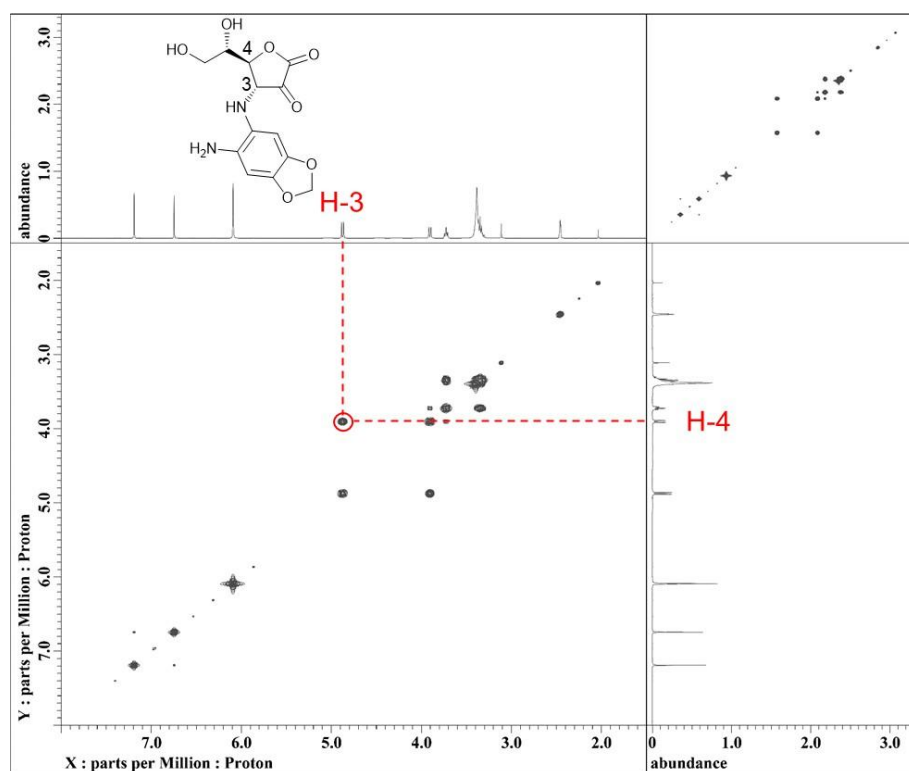 abundance
0 1.0 2.0 3.0
OH
HO
4
O
O
3
O
HN
H₂N
O
O
H-3
Y : parts per Million : Proton
2.0 3.0 4.0 5.0 6.0 7.0
H-4
7.0 6.0 5.0 4.0 3.0 2.0
X : parts per Million : Proton
0 1.0 2.0 3.0
abundance